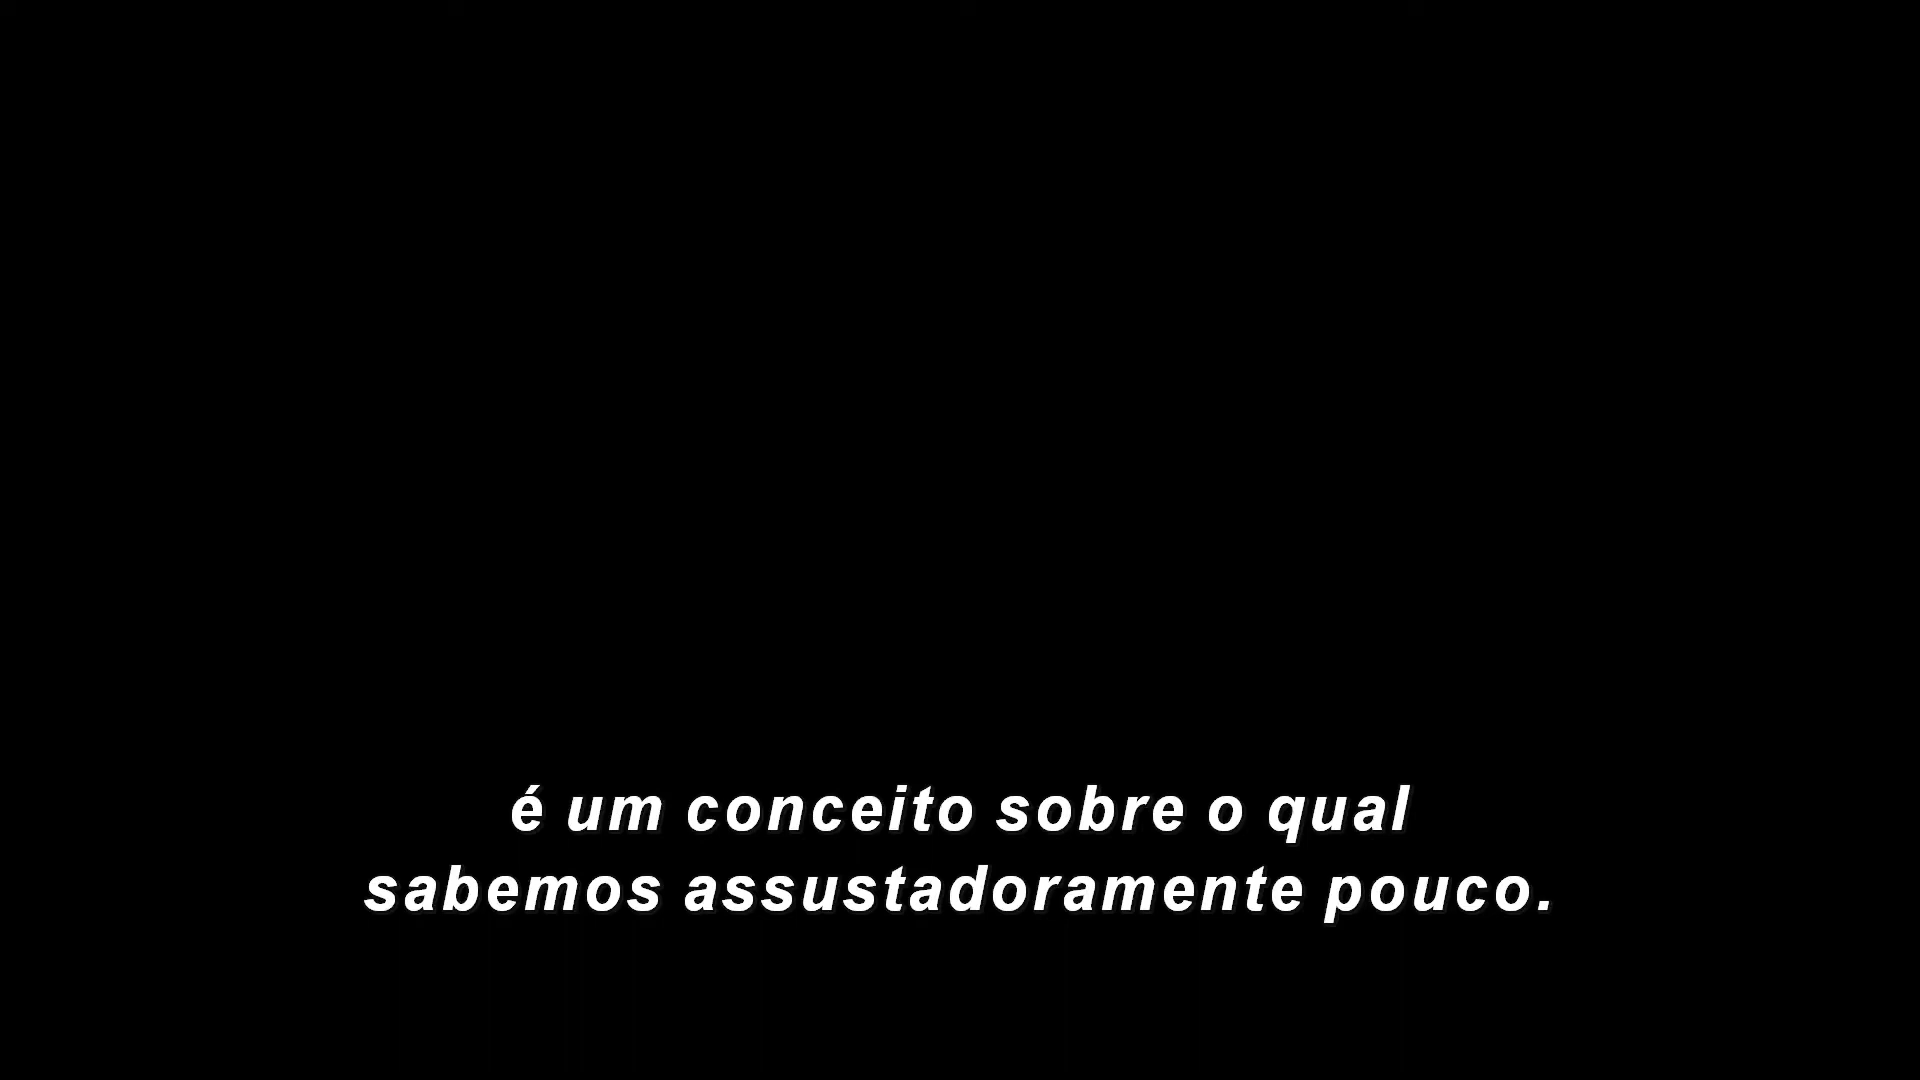 é um conceito sobre o qual
sabemos assustadoramente pouco.